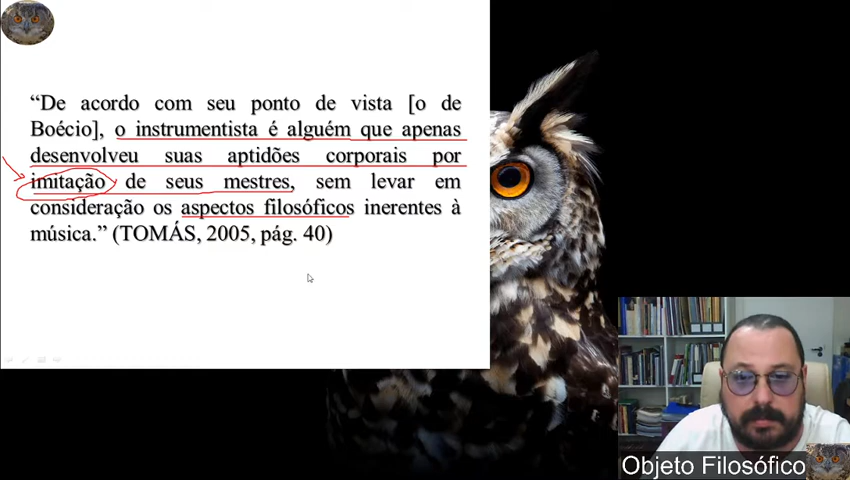 “De acordo com seu ponto de vista [o de
Boécio], o instrumentista é alguém que apenas
desenvolveu suas aptidões corporais por
imitação de seus mestres, sem levar em
consideração os aspectos filosóficos inerentes à
música.” (TOMÁS, 2005, pág. 40)
Objeto Filosófico